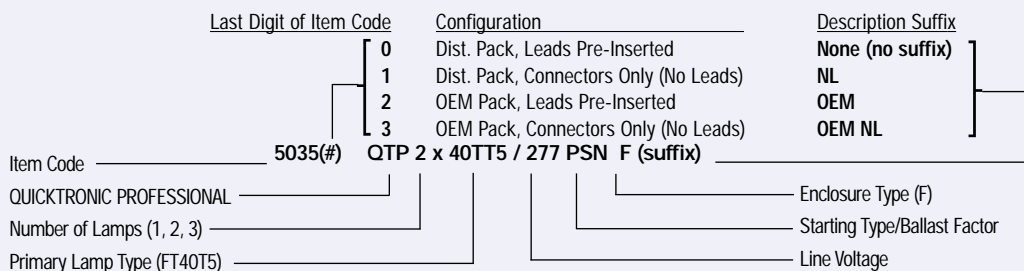 Last Digit of Item Code Configuration Description Suffix
0 Dist. Pack, Leads Pre-Inserted None (no suffix)
1 Dist. Pack, Connectors Only (No Leads) NL
2 OEM Pack, Leads Pre-Inserted OEM
3 OEM Pack, Connectors Only (No Leads) OEM NL
Item Code 5035(#) QTP 2 x 40TT5 / 277 PSN F (suffix)
QUICKTRONIC PROFESSIONAL Enclosure Type (F)
Number of Lamps (1, 2, 3) Starting Type/Ballast Factor
Primary Lamp Type (FT40T5) Line Voltage